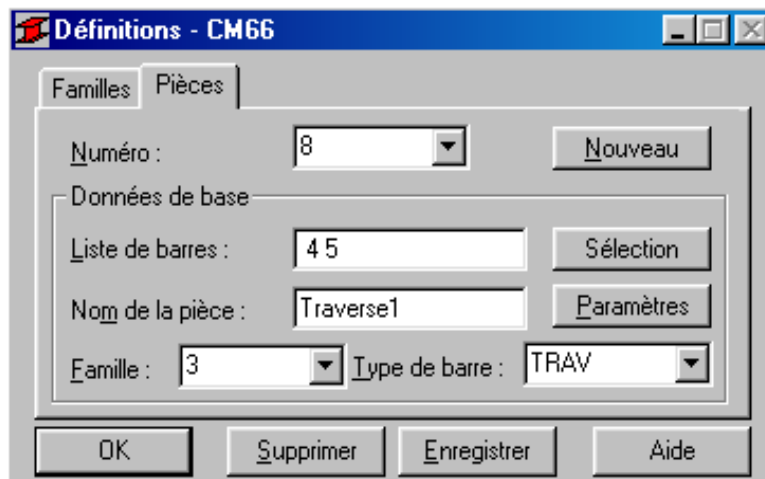 Définitions - CM66
Familles Pièces
Numéro : 8 Nouveau
Données de base
Liste de barres : 4 5 Sélection
Nom de la pièce : Traverse1 Paramètres
Famille : 3 Type de barre : TRAV
OK Supprimer Enregistrer Aide